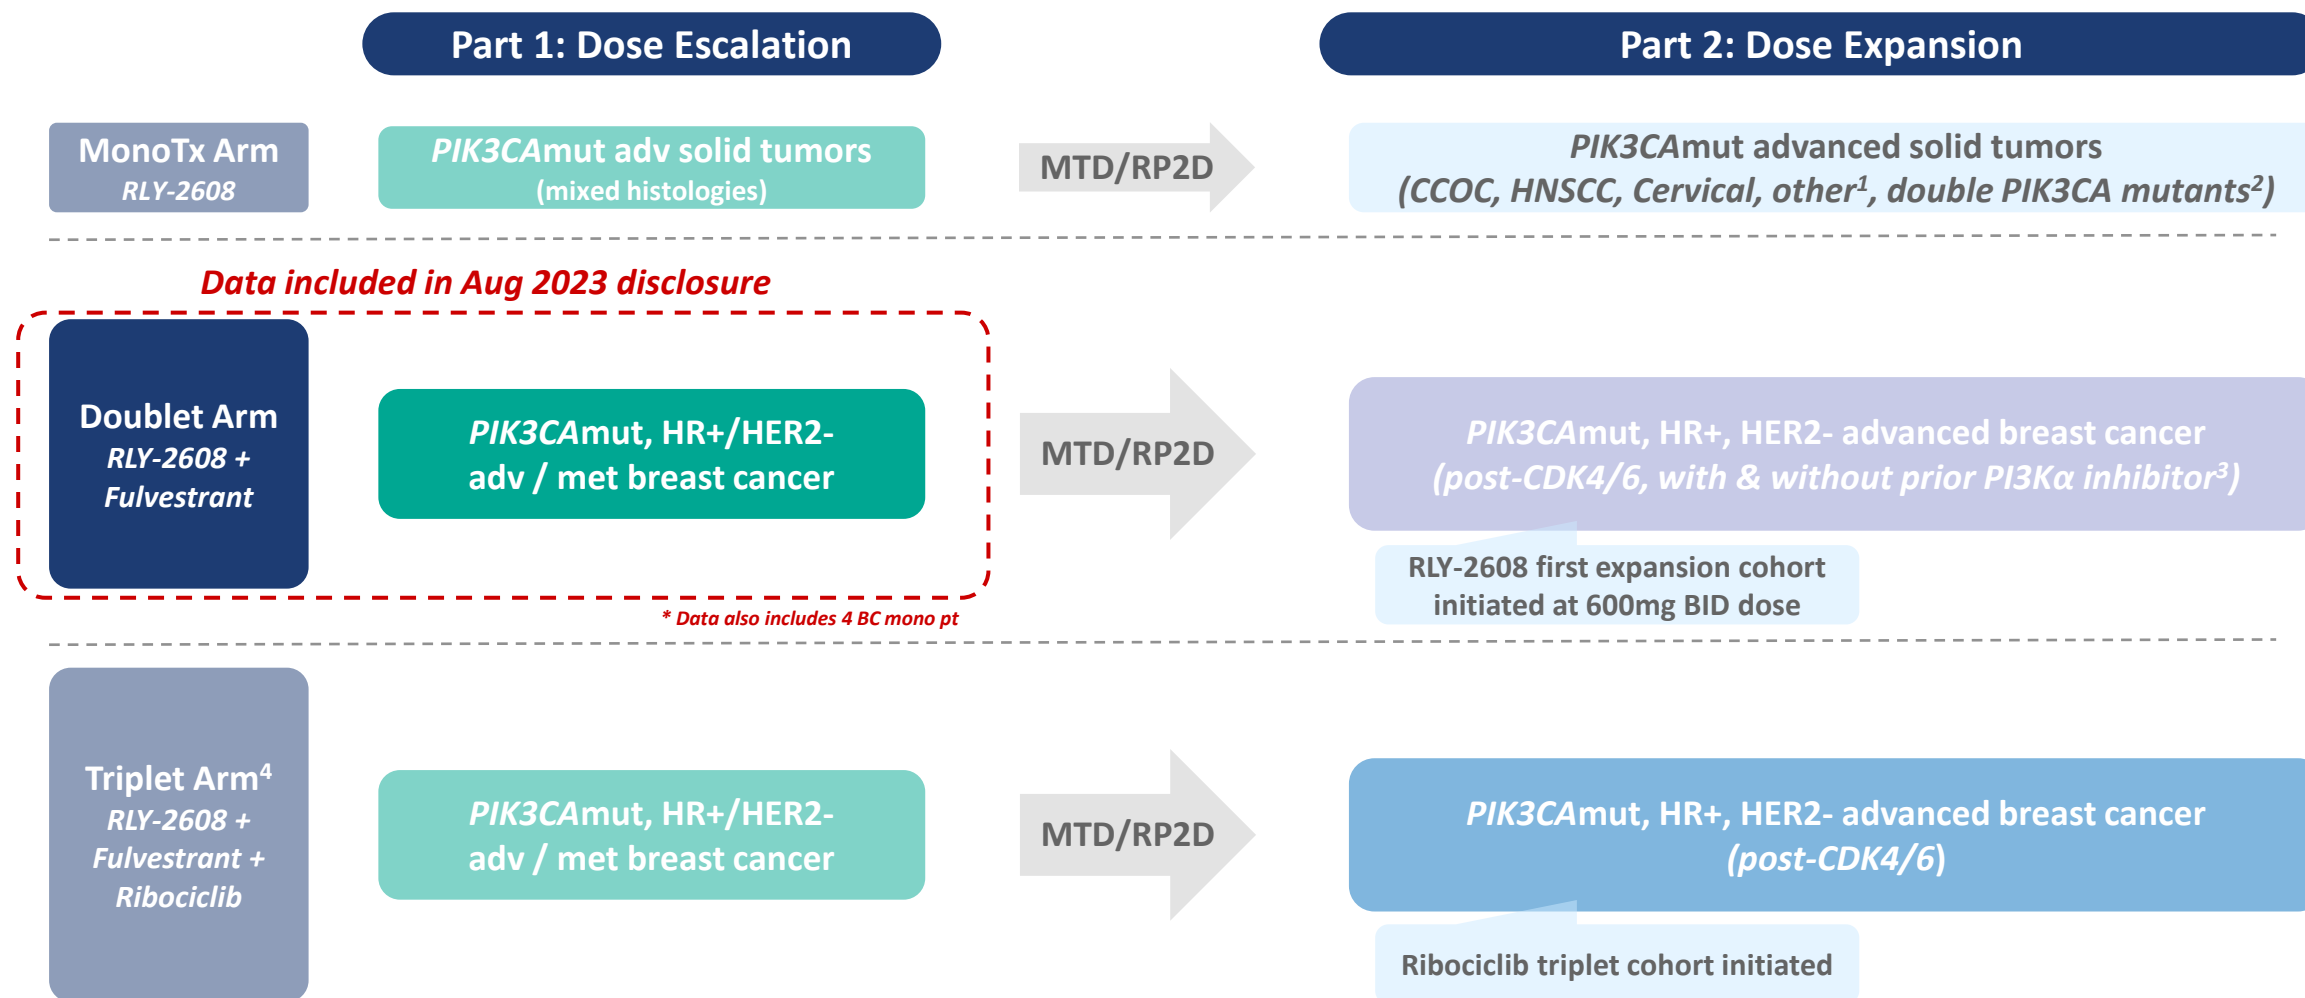 Part 1: Dose Escalation
Part 2: Dose Expansion
MonoTx Arm
RLY-2608
PIK3CAmut adv solid tumors
(mixed histologies)
MTD/RP2D
PIK3CAmut advanced solid tumors
(CCOC, HNSCC, Cervical, other¹, double PIK3CA mutants²)
Data included in Aug 2023 disclosure
Doublet Arm
RLY-2608 +
Fulvestrant
PIK3CAmut, HR+/HER2-
adv / met breast cancer
MTD/RP2D
PIK3CAmut, HR+, HER2- advanced breast cancer
(post-CDK4/6, with & without prior PI3Kα inhibitor³)
RLY-2608 first expansion cohort
initiated at 600mg BID dose
* Data also includes 4 BC mono pt
Triplet Arm⁴
RLY-2608 +
Fulvestrant +
Ribociclib
PIK3CAmut, HR+/HER2-
adv / met breast cancer
MTD/RP2D
PIK3CAmut, HR+, HER2- advanced breast cancer
(post-CDK4/6)
Ribociclib triplet cohort initiated